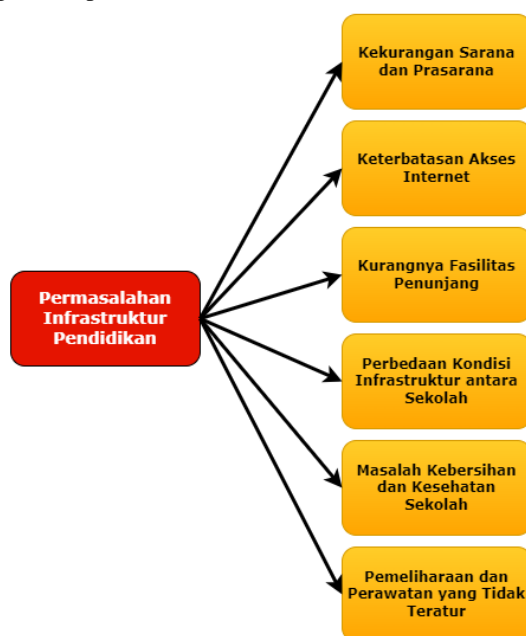 Kekurangan Sarana
dan Prasarana
Keterbatasan Akses
Internet
Kurangnya Fasilitas
Penunjang
Permasalahan
Infrastruktur
Pendidikan
Perbedaan Kondisi
Infrastruktur antara
Sekolah
Masalah Kebersihan
dan Kesehatan
Sekolah
Pemeliharaan dan
Perawatan yang Tidak
Teratur